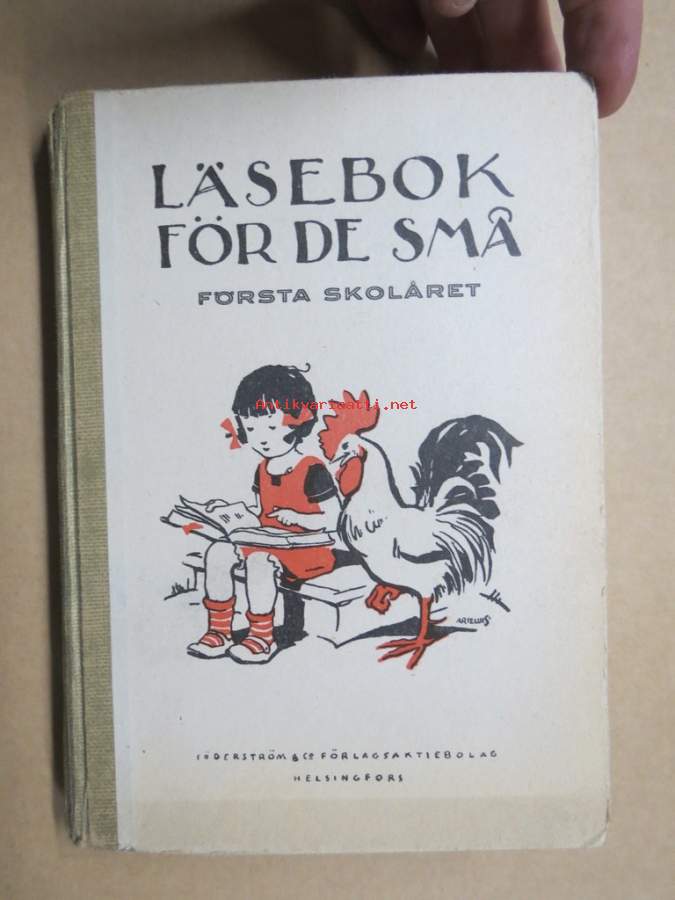 LÄSEBOK
FÖR DE SMÅ
FÖRSTA SKOLÅRET
Antikvariaatti.net
SÖDERSTRÖM & Cº FÖRLAGSAKTIEBOLAG
HELSINGFORS